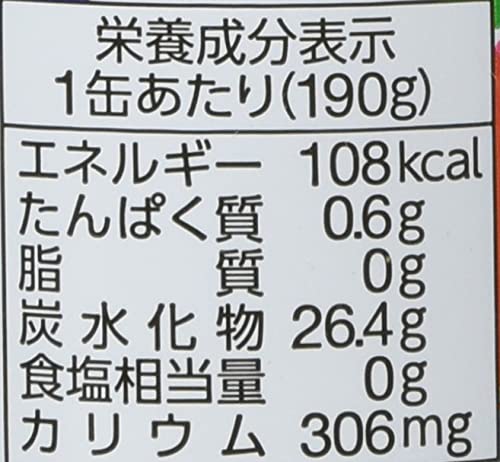 栄養成分表示
1缶あたり(190g)
エネルギー 108kcal
たんぱく質 0.6g
脂質 0g
炭水化物 26.4g
食塩相当量 0g
カリウム 306mg